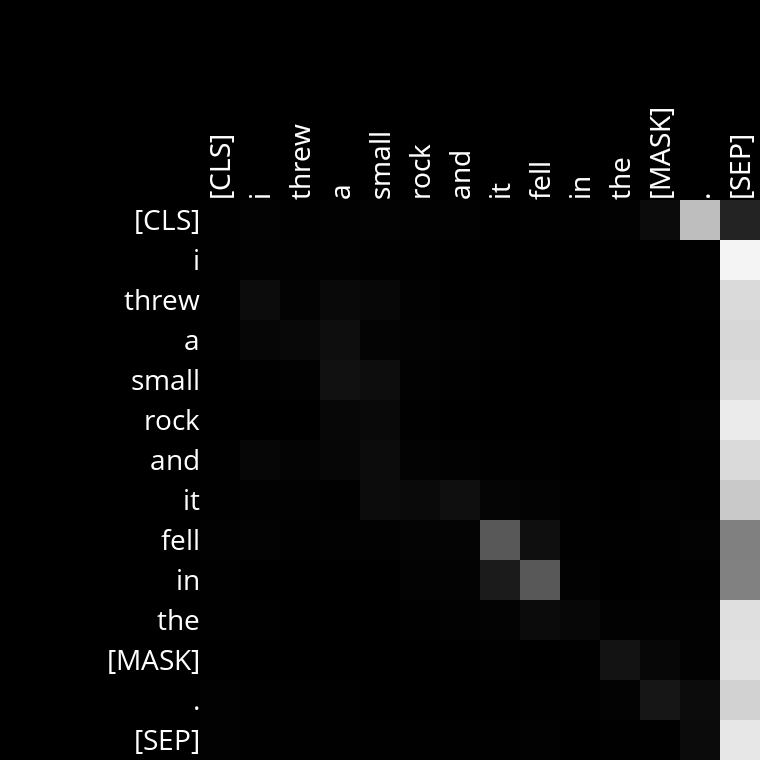 [CLS] i threw a small rock and it fell in the [MASK] . [SEP]
[CLS]
i
threw
a
small
rock
and
it
fell
in
the
[MASK]
.
[SEP]